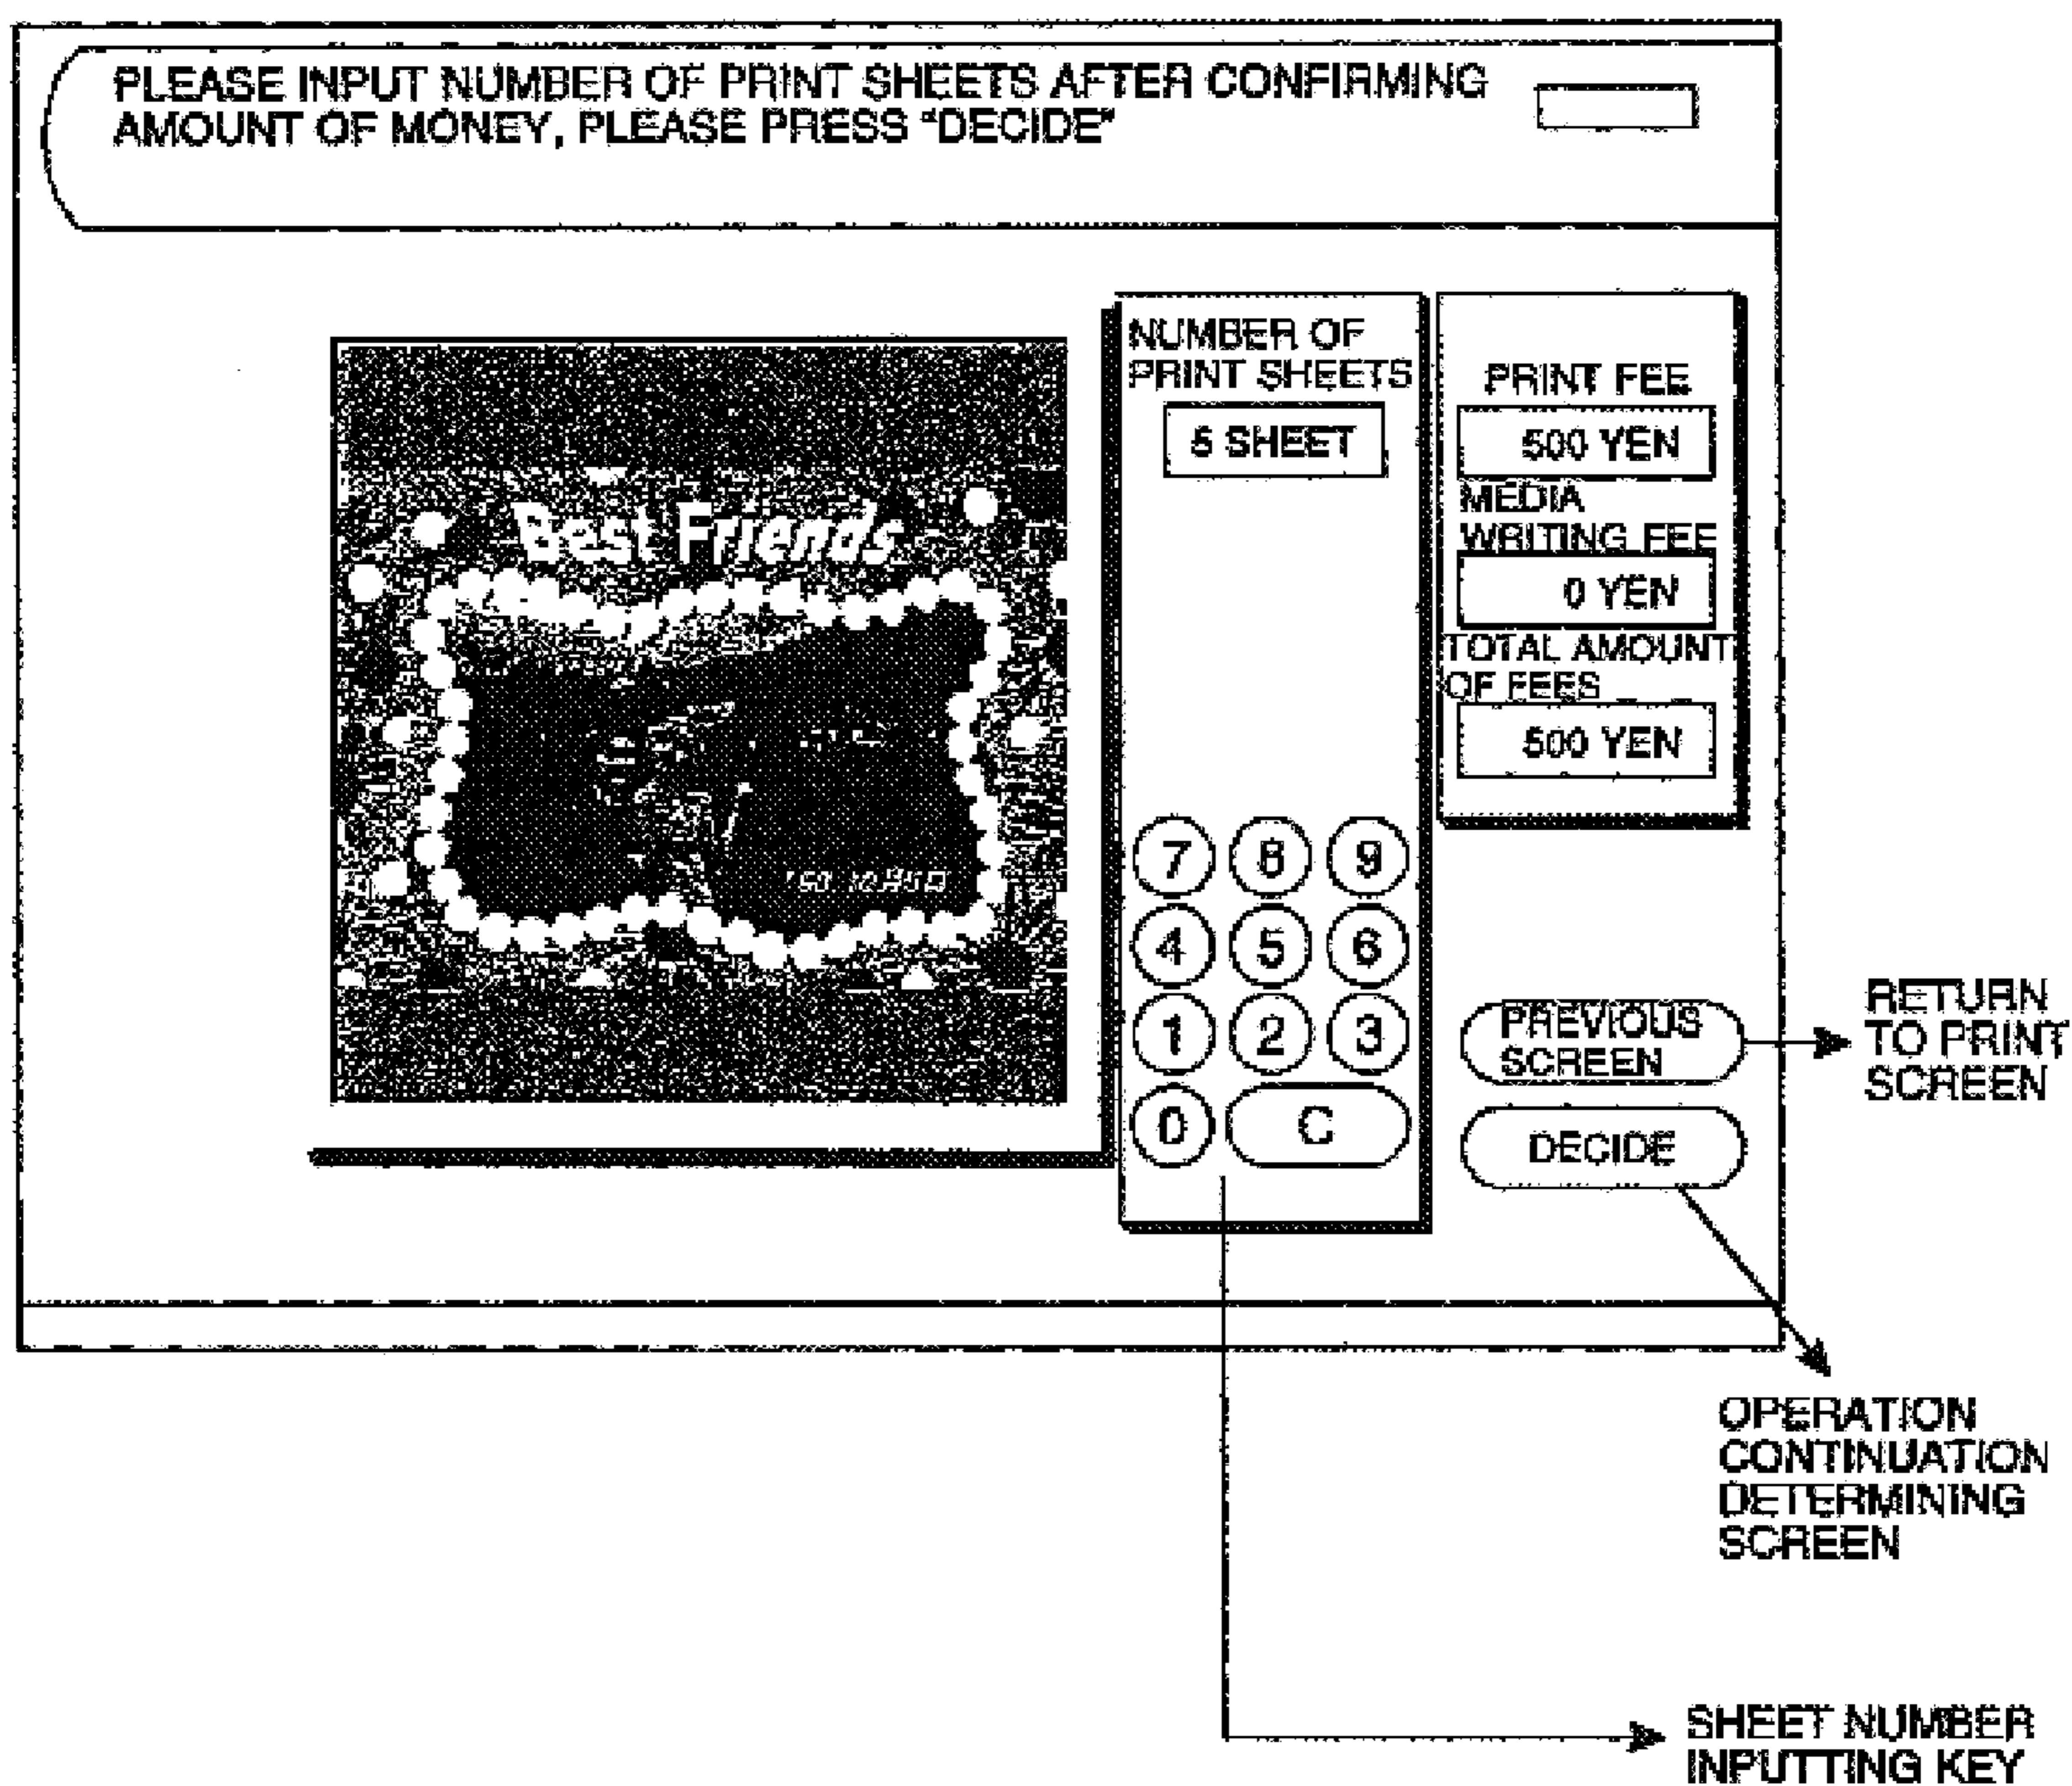 PLEASE INPUT NUMBER OF PRINT SHEETS AFTER CONFIRMING
AMOUNT OF MONEY, PLEASE PRESS "DECIDE"
Best Friends
NUMBER OF
PRINT SHEETS
5 SHEET
PRINT FEE
500 YEN
MEDIA
WRITING FEE
0 YEN
TOTAL AMOUNT
OF FEES
500 YEN
7 8 9
4 5 6
1 2 3
0 C
PREVIOUS
SCREEN
DECIDE
RETURN
TO PRINT
SCREEN
OPERATION
CONTINUATION
DETERMINING
SCREEN
SHEET NUMBER
INPUTTING KEY